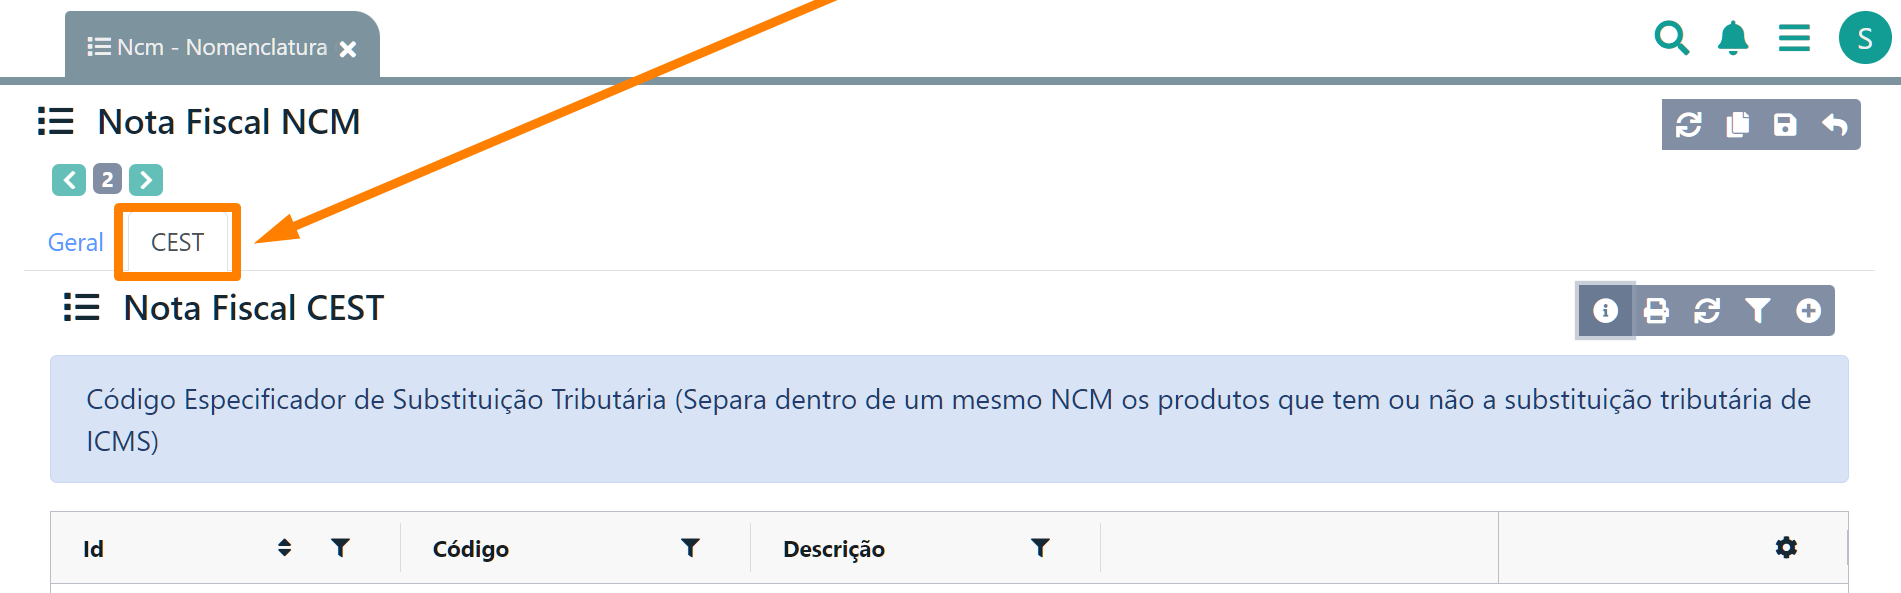 Ncm - Nomenclatura
S
Nota Fiscal NCM
2
Geral
CEST
Nota Fiscal CEST
Código Especificador de Substituição Tributária (Separa dentro de um mesmo NCM os produtos que tem ou não a substituição tributária de
ICMS)
Id
Código
Descrição